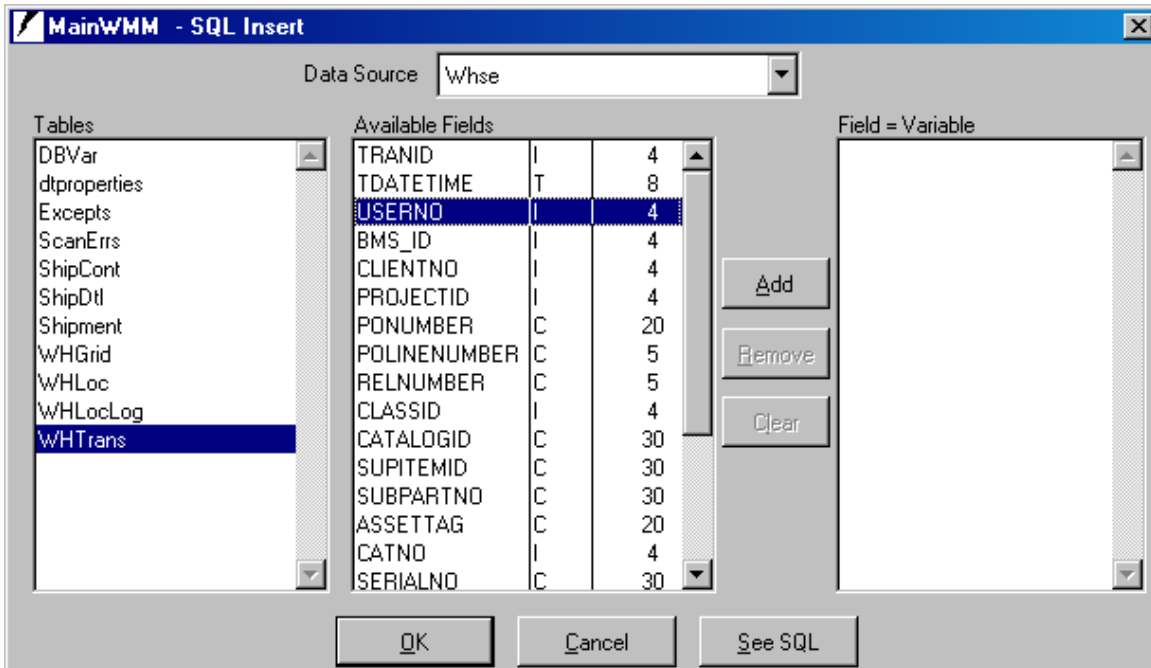 MainWMM - SQL Insert
Data Source Whse
Tables
DBVar
dtproperties
Excepts
ScanErrs
ShipCont
ShipDtl
Shipment
WHGrid
WHLoc
WHLocLog
WHTrans
Available Fields
TRANID I 4
TDATETIME T 8
USERNO I 4
BMS_ID I 4
CLIENTNO I 4
PROJECTID I 4
PONUMBER C 20
POLINENUMBER C 5
RELNUMBER C 5
CLASSID I 4
CATALOGID C 30
SUPITEMID C 30
SUBPARTNO C 30
ASSETTAG C 20
CATNO I 4
SERIALNO C 30
Add
Remove
Clear
Field = Variable
OK
Cancel
See SQL